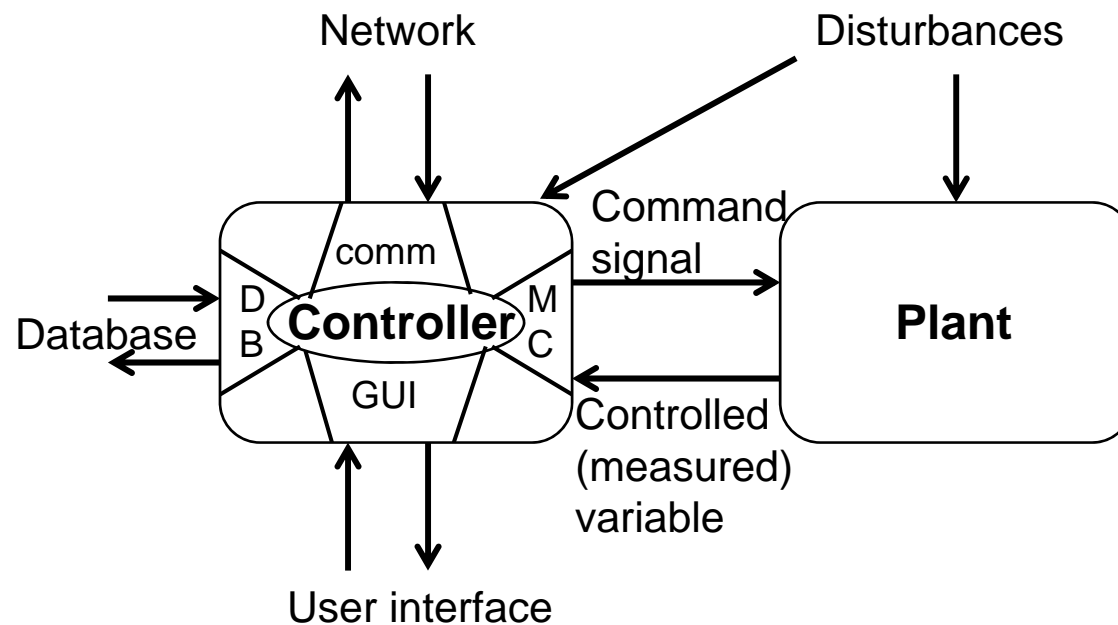 Network
Disturbances
Command
signal
comm
D
B
Controller
M
C
Plant
Database
GUI
Controlled
(measured)
variable
User interface